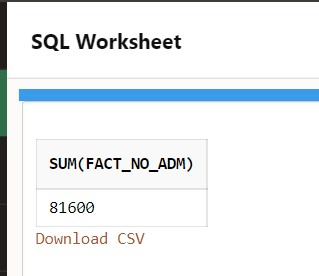 SQL Worksheet
SUM(FACT_NO_ADM)
81600
Download CSV